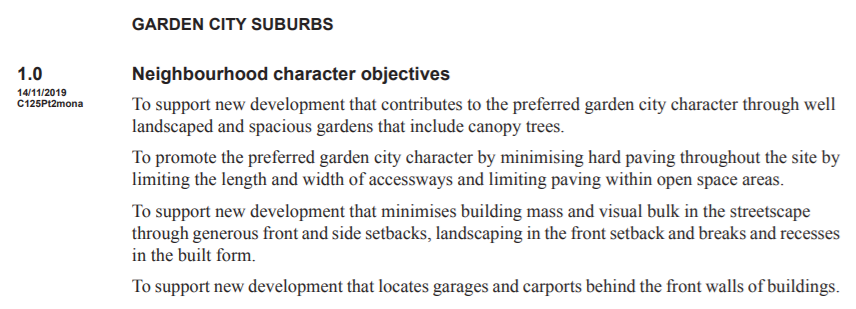 GARDEN CITY SUBURBS
1.0
14/11/2019
C125Pt2mona
Neighbourhood character objectives
To support new development that contributes to the preferred garden city character through well
landscaped and spacious gardens that include canopy trees.
To promote the preferred garden city character by minimising hard paving throughout the site by
limiting the length and width of accessways and limiting paving within open space areas.
To support new development that minimises building mass and visual bulk in the streetscape
through generous front and side setbacks, landscaping in the front setback and breaks and recesses
in the built form.
To support new development that locates garages and carports behind the front walls of buildings.